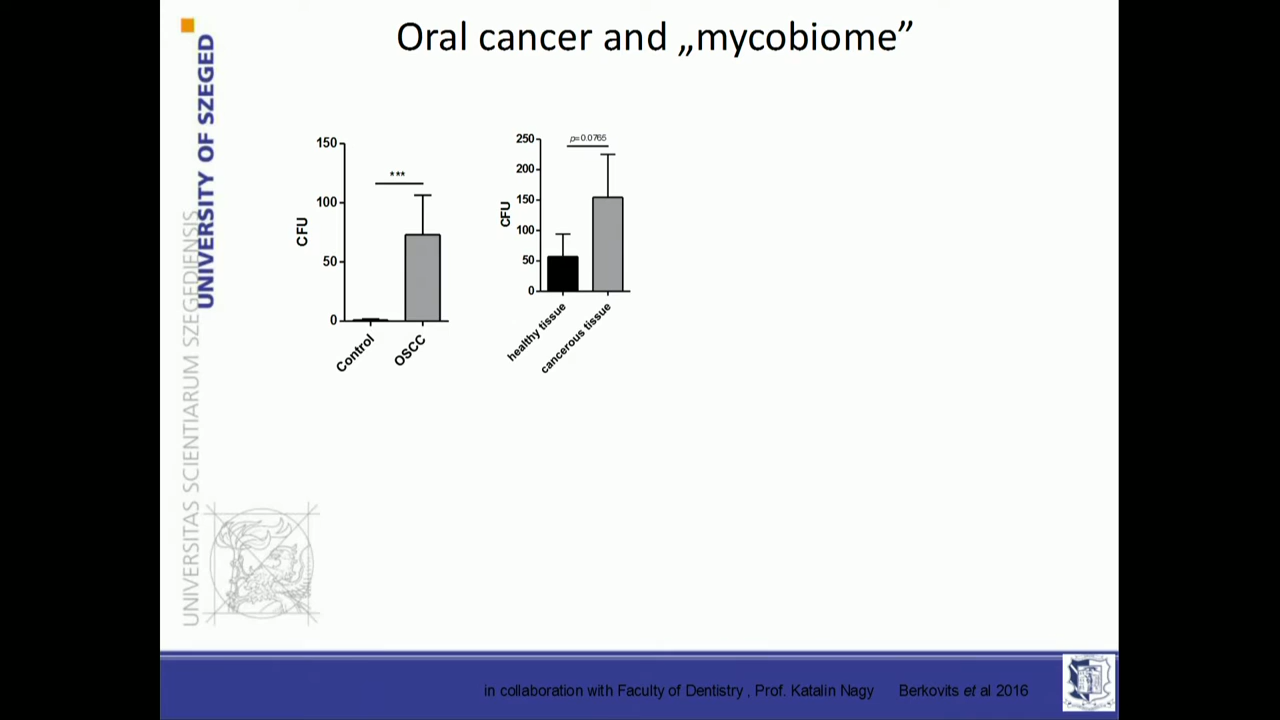 Oral cancer and „mycobiome”
UNIVERSITY OF SZEGED
UNIVERSITAS SCIENTIARUM SZEGEDIENSIS
150
100
50
0
CFU
***
Control
OSCC
250
200
150
100
50
0
CFU
p=0.0765
healthy tissue
cancerous tissue
in collaboration with Faculty of Dentistry , Prof. Katalin Nagy
Berkovits et al 2016